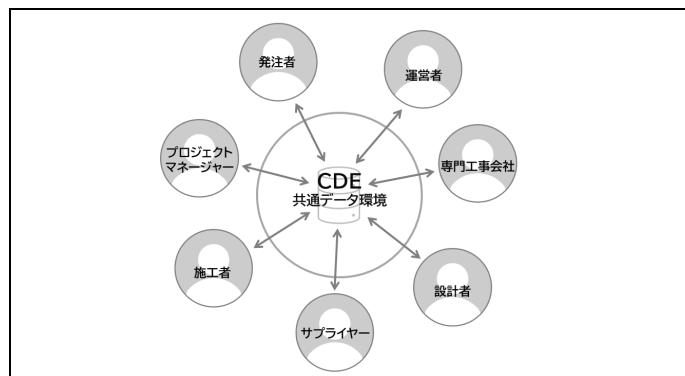 発注者
運営者
プロジェクト
マネージャー
専門工事会社
CDE
共通データ環境
施工者
設計者
サプライヤー